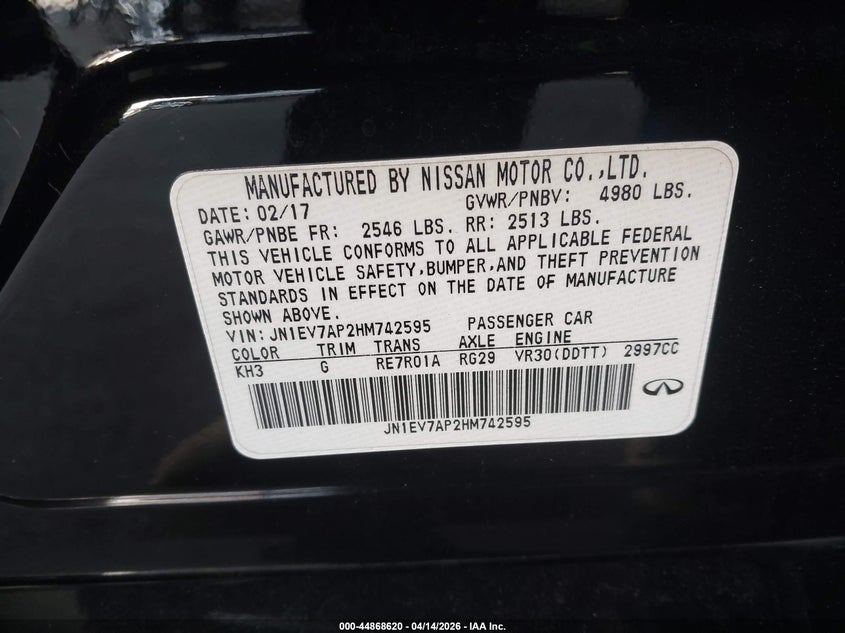 MANUFACTURED BY NISSAN MOTOR CO.,LTD.
DATE: 02/17 GVWR/PNBV: 4980 LBS.
GAWR/PNBE FR: 2546 LBS. RR: 2513 LBS.
THIS VEHICLE CONFORMS TO ALL APPLICABLE FEDERAL
MOTOR VEHICLE SAFETY,BUMPER,AND THEFT PREVENTION
STANDARDS IN EFFECT ON THE DATE OF MANUFACTURE
SHOWN ABOVE.
VIN: JN1EV7AP2HM742595 PASSENGER CAR
COLOR TRIM TRANS AXLE ENGINE
KH3 G RE7R01A RG29 VR30(DDTT) 2997CC
JN1EV7AP2HM742595
000-44868620 | 04/14/2026 | IAA Inc.